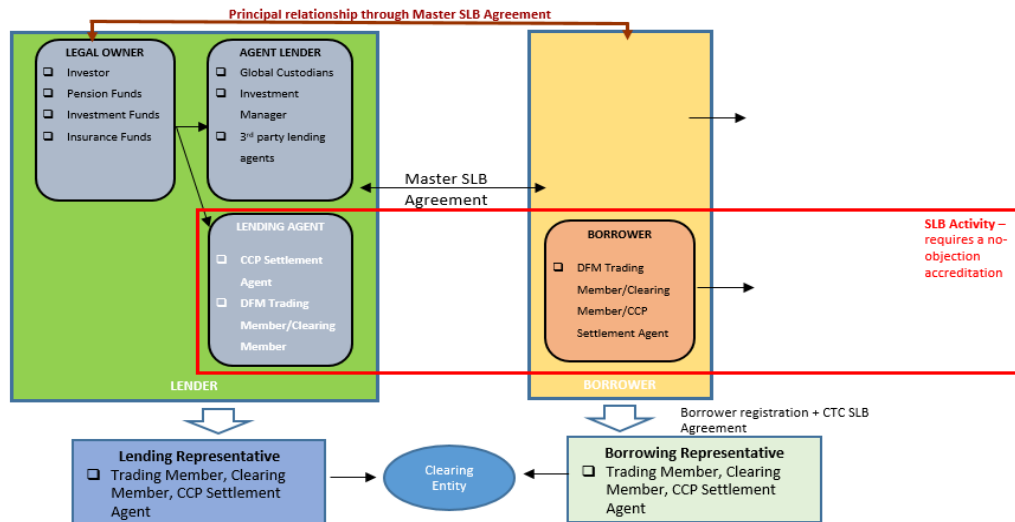 Principal relationship through Master SLB Agreement
LEGAL OWNER
❑ Investor
❑ Pension Funds
❑ Investment Funds
❑ Insurance Funds
AGENT LENDER
❑ Global Custodians
❑ Investment
Manager
❑ 3rd party lending
agents
Master SLB
Agreement
LENDING AGENT
❑ CCP Settlement
Agent
❑ DFM Trading
Member/Clearing
Member
LENDER
BORROWER
❑ DFM Trading
Member/Clearing
Member/CCP
Settlement Agent
BORROWER
SLB Activity –
requires a no-
objection
accreditation
Borrower registration + CTC SLB
Agreement
Lending Representative
❑ Trading Member, Clearing
Member, CCP Settlement
Agent
Clearing
Entity
Borrowing Representative
❑ Trading Member, Clearing
Member, CCP Settlement
Agent